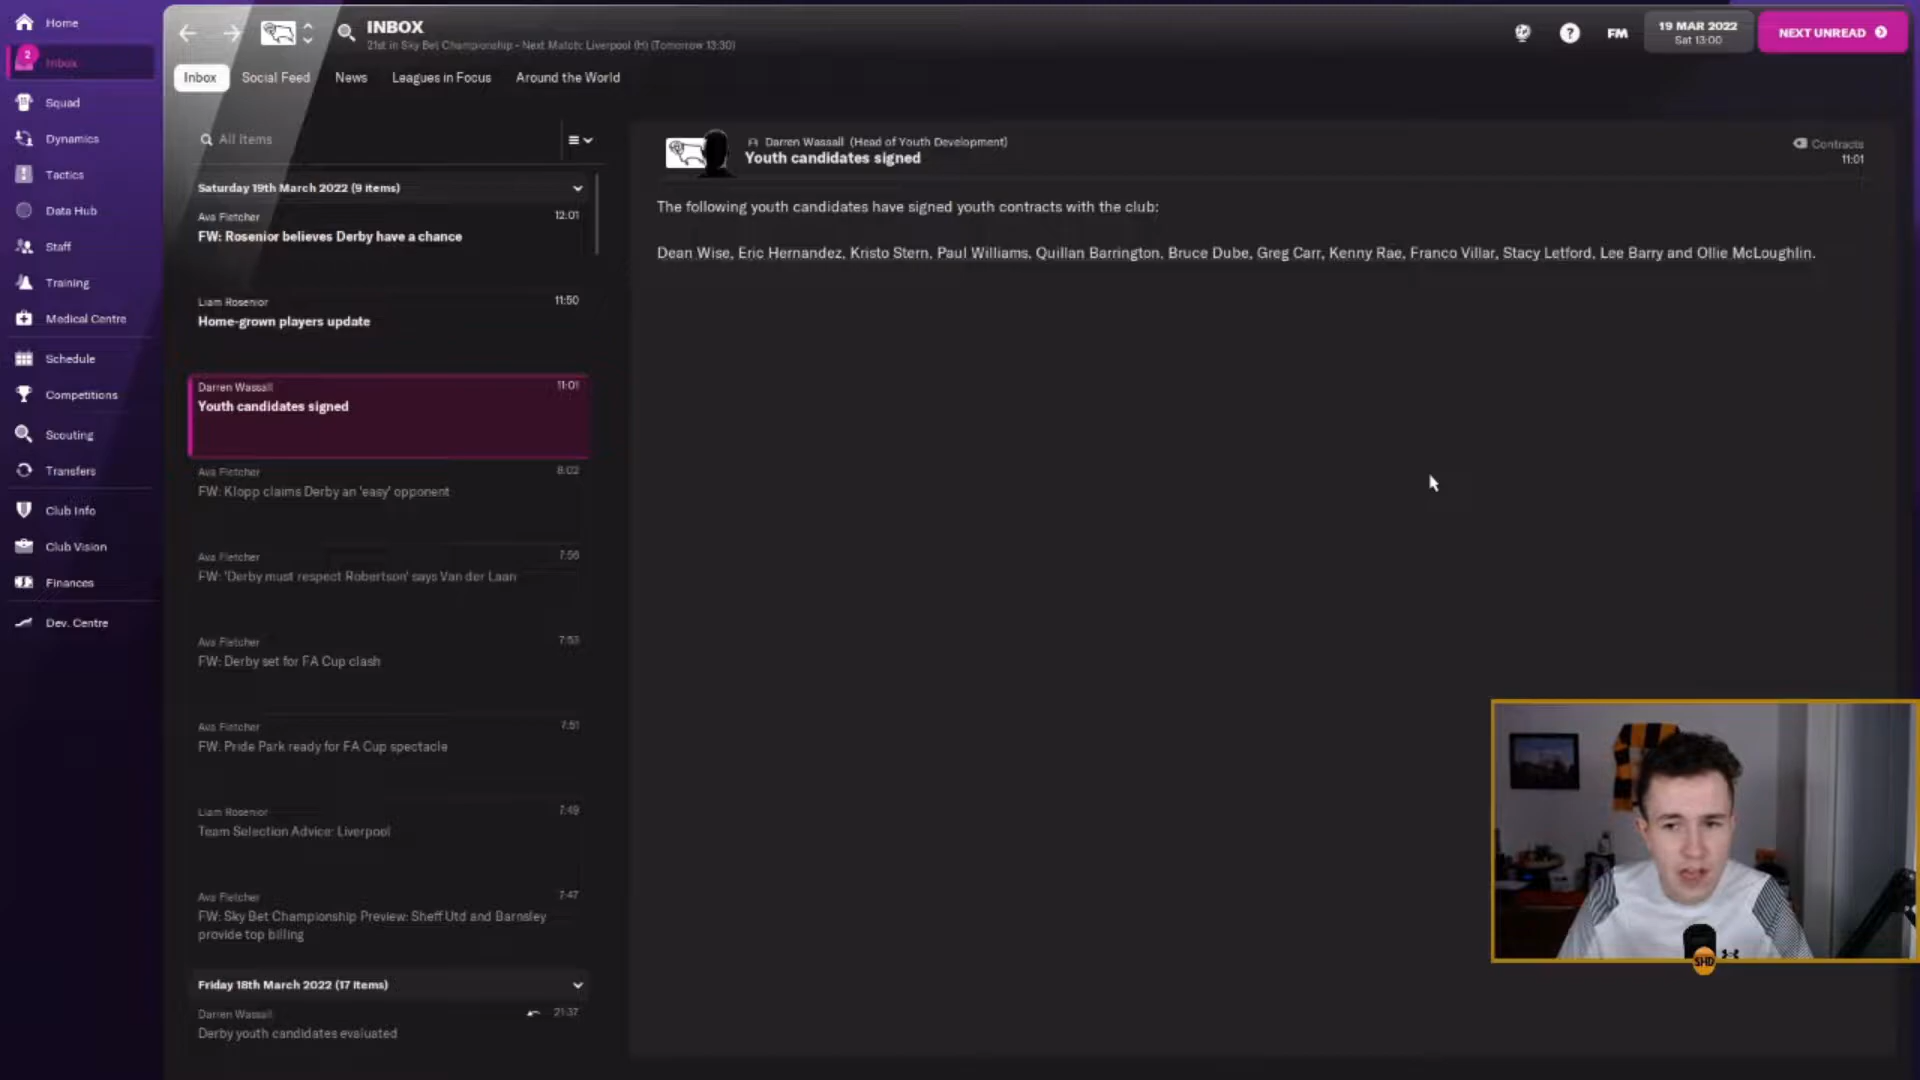 Home
2
Inbox
Squad
Dynamics
Tactics
Data Hub
Staff
Training
Medical Centre
Schedule
Competitions
Scouting
Transfers
Club Info
Club Vision
Finances
Dev. Centre
INBOX
21st in Sky Bet Championship - Next Match: Liverpool (H) (Tomorrow 13:30)
?
FM
19 MAR 2022
Sat 13:00
NEXT UNREAD
Inbox Social Feed News Leagues in Focus Around the World
All Items
Saturday 19th March 2022 (9 items)
Ava Fletcher 12:01
FW: Rosenior believes Derby have a chance
Liam Rosenior 11:50
Home-grown players update
Darren Wassall 11:01
Youth candidates signed
Ava Fletcher 8:02
FW: Klopp claims Derby an 'easy' opponent
Ava Fletcher 7:56
FW: 'Derby must respect Robertson' says Van der Laan
Ava Fletcher 7:53
FW: Derby set for FA Cup clash
Ava Fletcher 7:51
FW: Pride Park ready for FA Cup spectacle
Liam Rosenior 7:49
Team Selection Advice: Liverpool
Ava Fletcher 7:47
FW: Sky Bet Championship Preview: Sheff Utd and Barnsley
provide top billing
Friday 18th March 2022 (17 items)
Darren Wassall 21:37
Derby youth candidates evaluated
Darren Wassall (Head of Youth Development)
Youth candidates signed
Contracts
11:01
The following youth candidates have signed youth contracts with the club:
Dean Wise, Eric Hernandez, Kristo Stern, Paul Williams, Quillan Barrington, Bruce Dube, Greg Carr, Kenny Rae, Franco Villar, Stacy Letford, Lee Barry and Ollie McLoughlin.
SHD